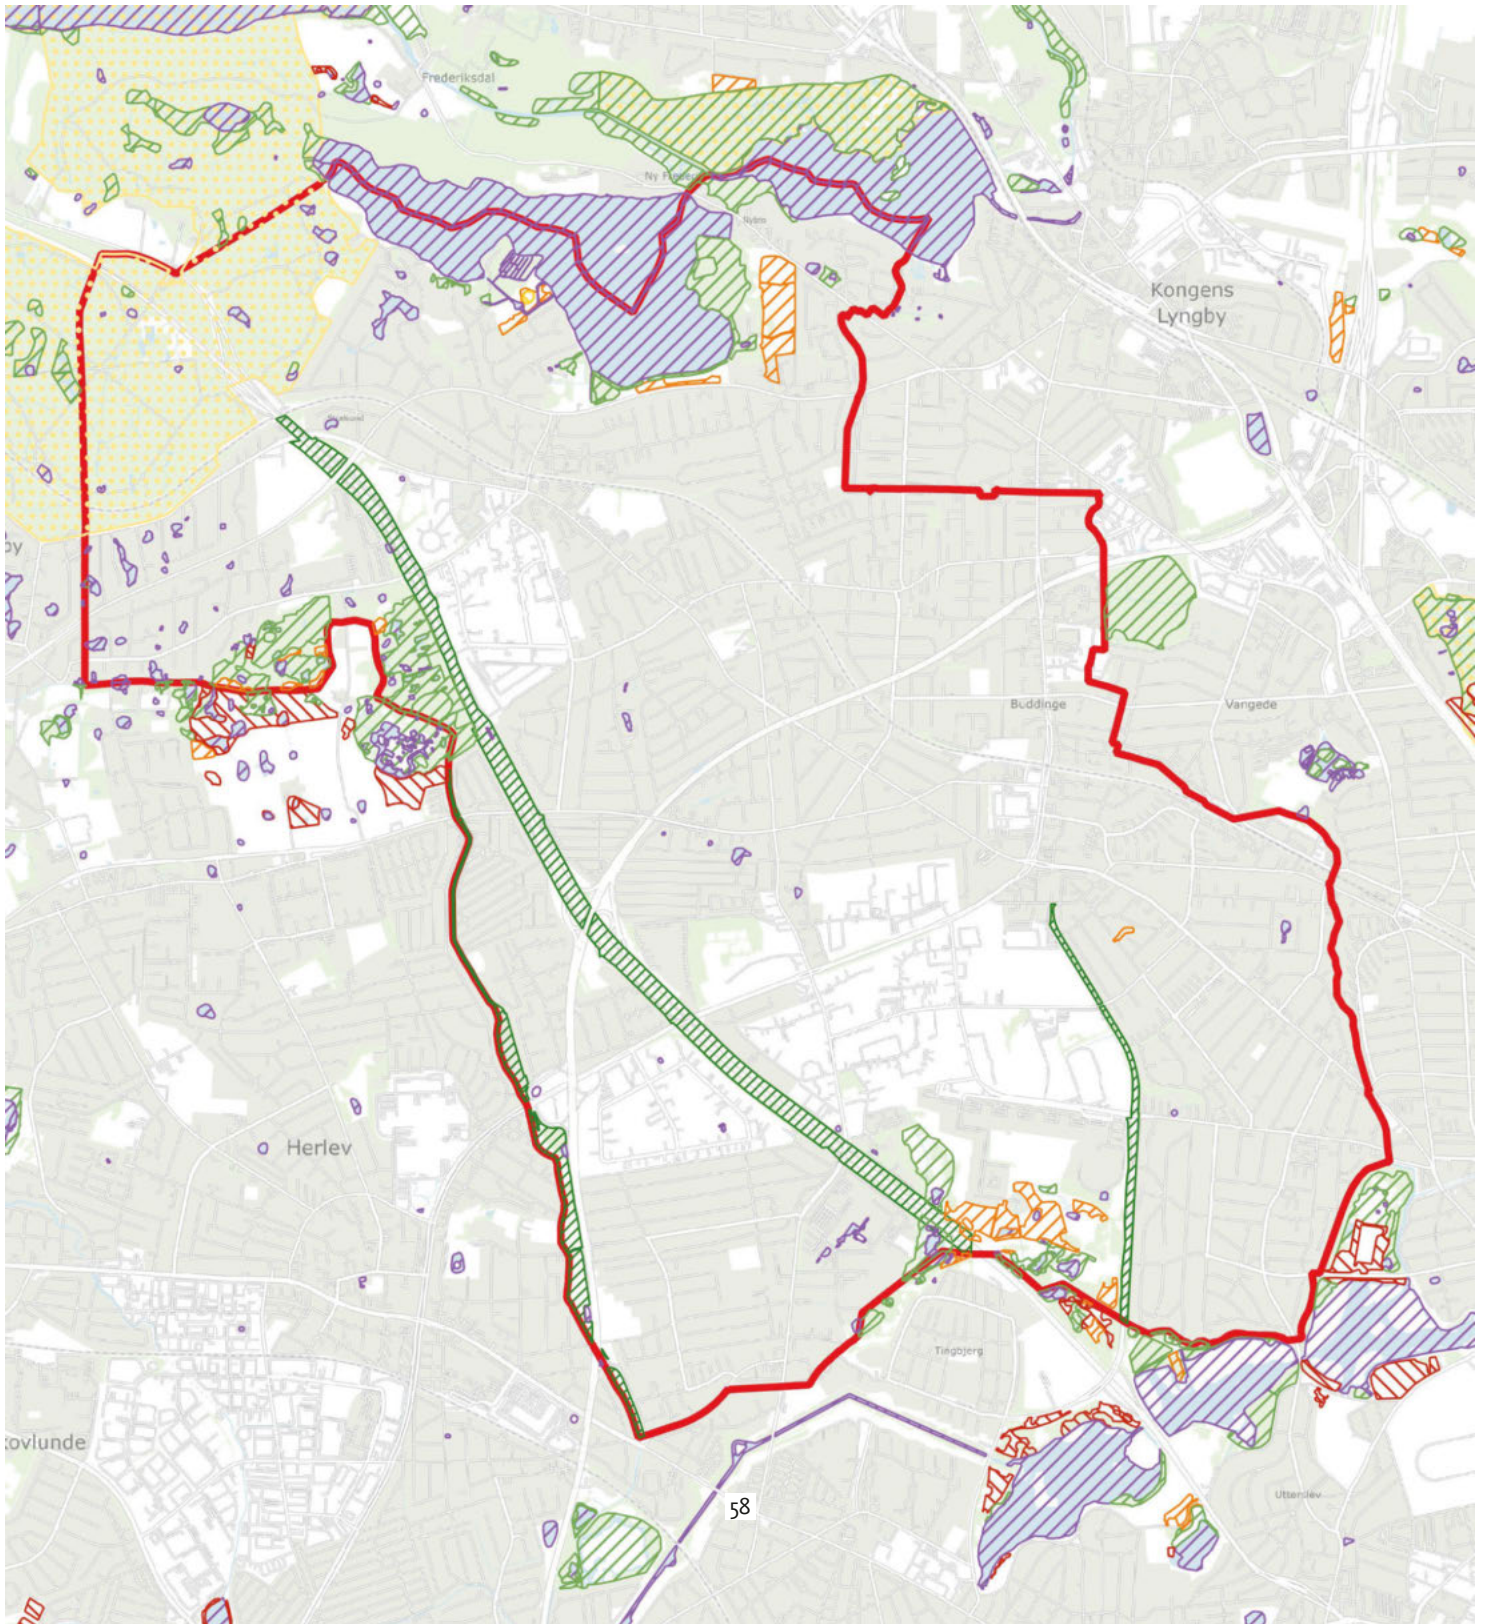 Frederiksdal
Kongens
Lyngby
Buddinge
Vangede
Herlev
Tingbjerg
ovlunde
Utterslev
58